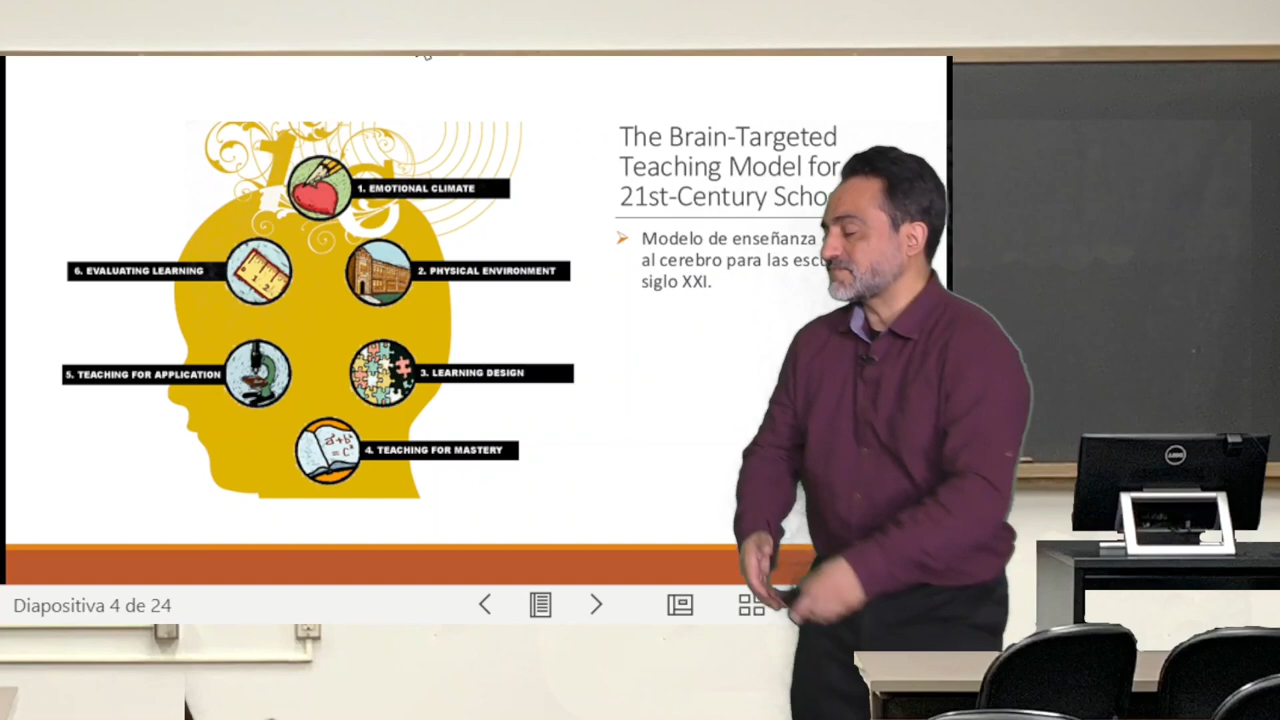 The Brain-Targeted
Teaching Model for
21st-Century
Modelo de enseñanza
al cerebro para las
siglo XXI.
1. EMOTIONAL CLIMATE
6. EVALUATING LEARNING
2. PHYSICAL ENVIRONMENT
5. TEACHING FOR APPLICATION
3. LEARNING DESIGN
4. TEACHING FOR MASTERY
Diapositiva 4 de 24